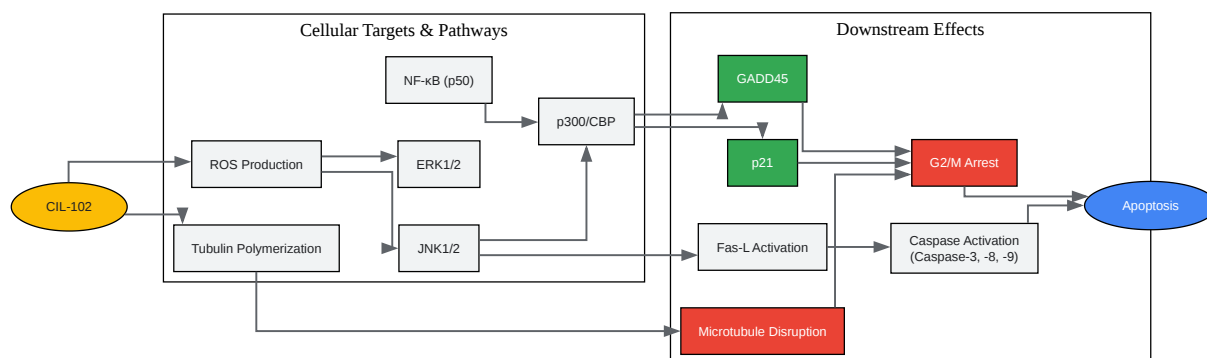 Cellular Targets & Pathways
Downstream Effects
NF-κB (p50)
GADD45
p300/CBP
ROS Production
ERK1/2
p21
G2/M Arrest
CIL-102
Apoptosis
Tubulin Polymerization
JNK1/2
Fas-L Activation
Caspase Activation
(Caspase-3, -8, -9)
Microtubule Disruption